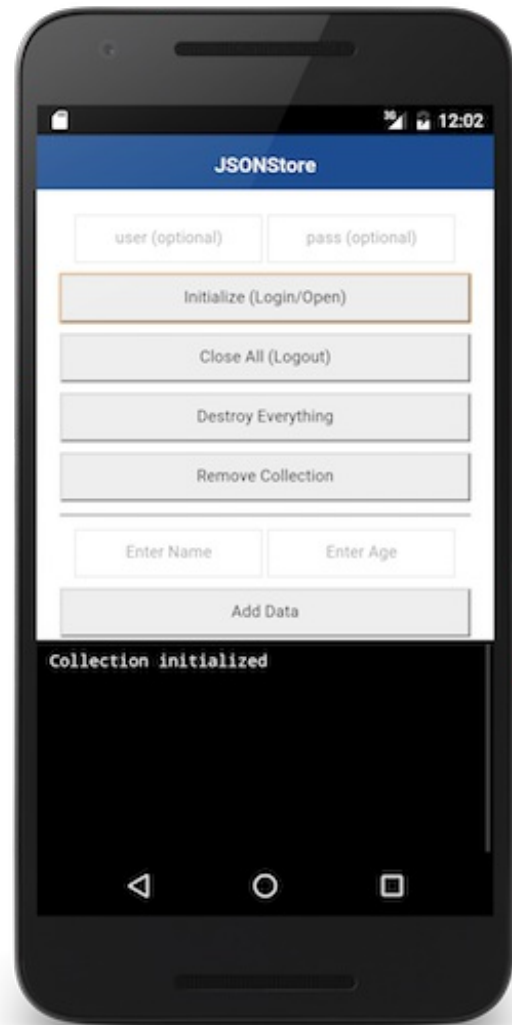 3G 12:02
JSONStore
user (optional) pass (optional)
Initialize (Login/Open)
Close All (Logout)
Destroy Everything
Remove Collection
Enter Name Enter Age
Add Data
Collection initialized